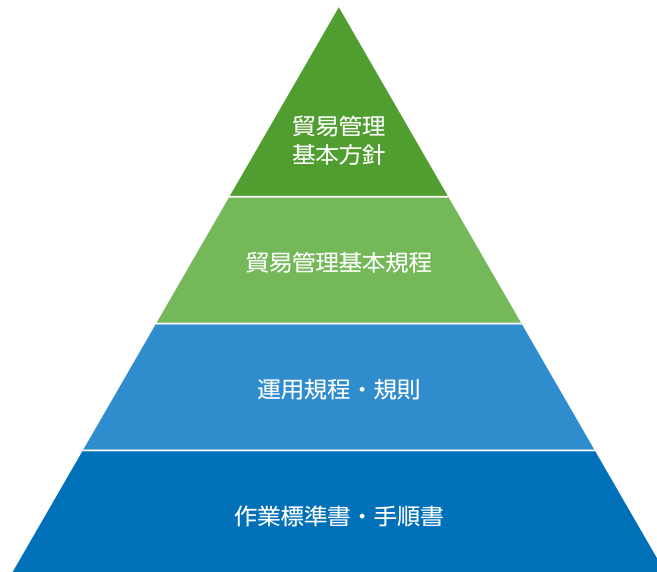 貿易管理
基本方針
貿易管理基本規程
運用規程・規則
作業標準書・手順書